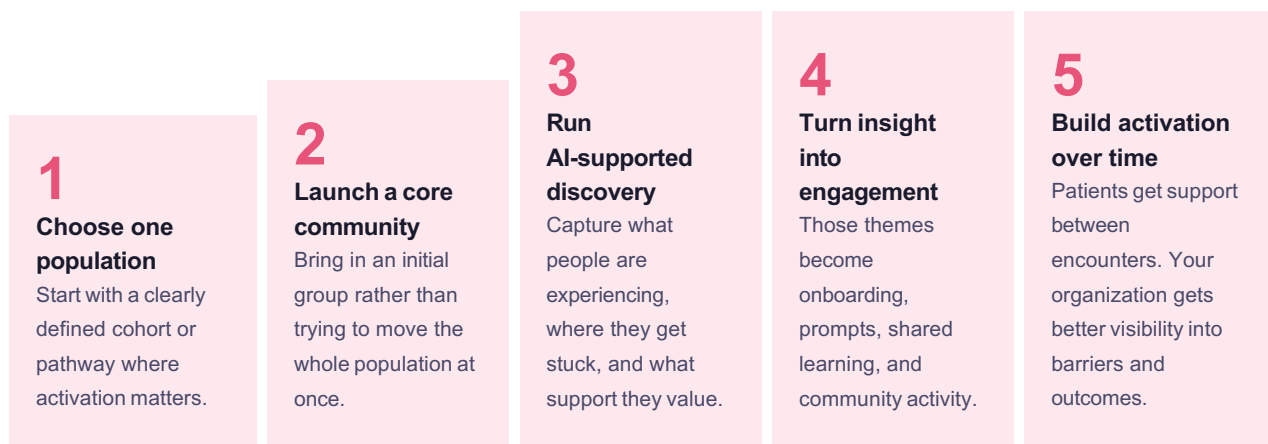 1
Choose one
population
Start with a clearly
defined cohort or
pathway where
activation matters.
2
Launch a core
community
Bring in an initial
group rather than
trying to move the
whole population at
once.
3
Run
AI-supported
discovery
Capture what
people are
experiencing,
where they get
stuck, and what
support they value.
4
Turn insight
into
engagement
Those themes
become
onboarding,
prompts, shared
learning, and
community activity.
5
Build activation
over time
Patients get support
between
encounters. Your
organization gets
better visibility into
barriers and
outcomes.